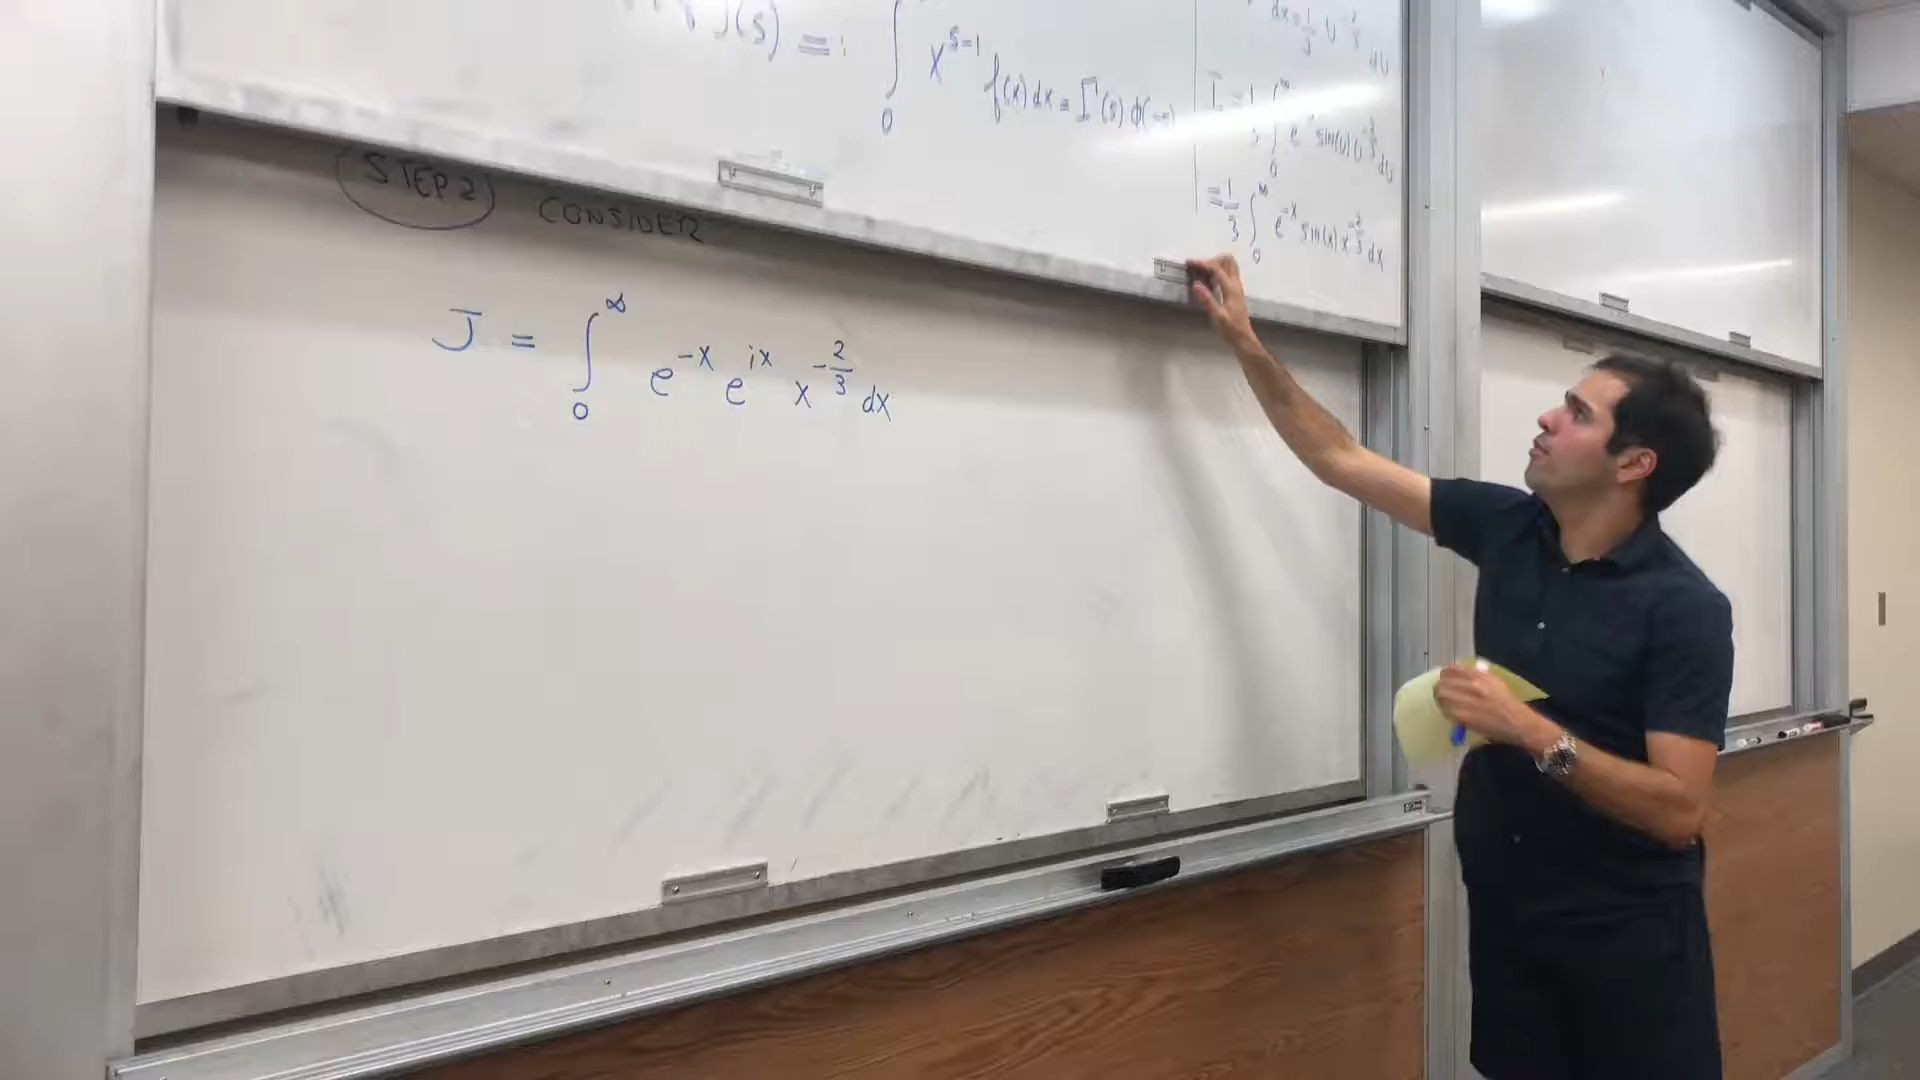 J(s) = ∫₀ x^{s-1} f(x) dx = Γ(s) ϕ(-s)
dx = 1/3 U^{-2/3} dU
I = 1/3 ∫₀^∞ e^{-U} sin(U) U^{-2/3} dU
= 1/3 ∫₀^∞ e^{-x} sin(x) x^{-2/3} dx
STEP 2 CONSIDER
J = ∫₀^∞ e^{-x} e^{ix} x^{-2/3} dx